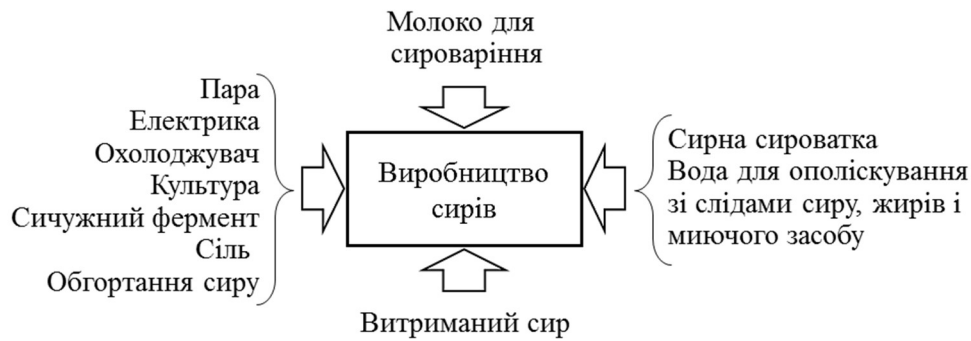 Молоко для
сироваріння
Пара
Електрика
Охолоджувач
Культура
Сичужний фермент
Сіль
Обгортання сиру
Виробництво
сирів
Сирна сироватка
Вода для ополіскування
зі слідами сиру, жирів і
миючого засобу
Витриманий сир